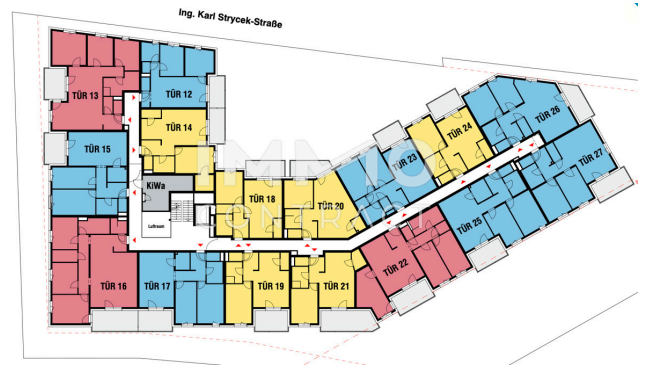 Ing. Karl Strycek-Straße
TÜR 13
TÜR 12
TÜR 14
TÜR 15
KiWa
Luftraum
TÜR 16
TÜR 17
TÜR 18
TÜR 19
TÜR 20
TÜR 21
TÜR 22
TÜR 23
TÜR 24
TÜR 25
TÜR 26
TÜR 27
IMMO
CONTRACT